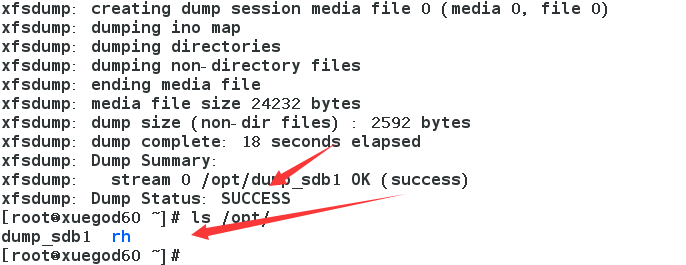 xfsdump: creating dump session media file 0 (media 0, file 0)
xfsdump: dumping ino map
xfsdump: dumping directories
xfsdump: dumping non-directory files
xfsdump: ending media file
xfsdump: media file size 24232 bytes
xfsdump: dump size (non-dir files) : 2592 bytes
xfsdump: dump complete: 18 seconds elapsed
xfsdump: Dump Summary:
xfsdump:   stream 0 /opt/dump_sdb1 OK (success)
xfsdump: Dump Status: SUCCESS
[root@xuegod60 ~]# ls /opt/
dump_sdb1  rh
[root@xuegod60 ~]#